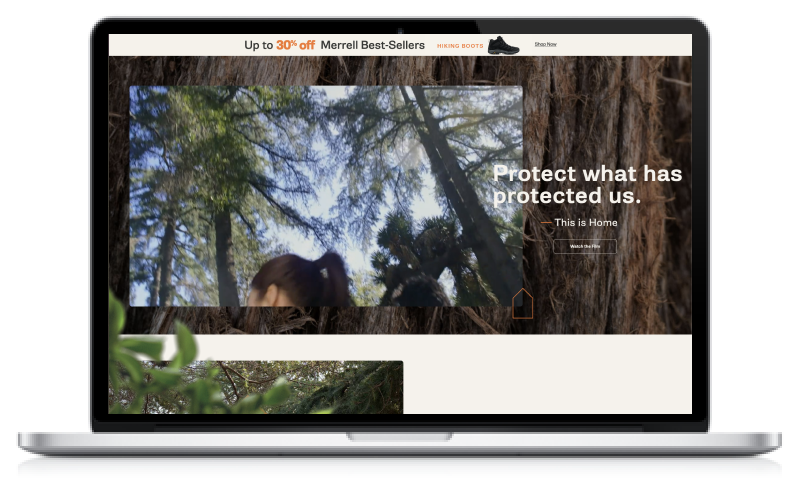 Up to 30% off Merrell Best-Sellers HIKING BOOTS Shop Now
Protect what has
protected us.
This is Home
Watch the Film